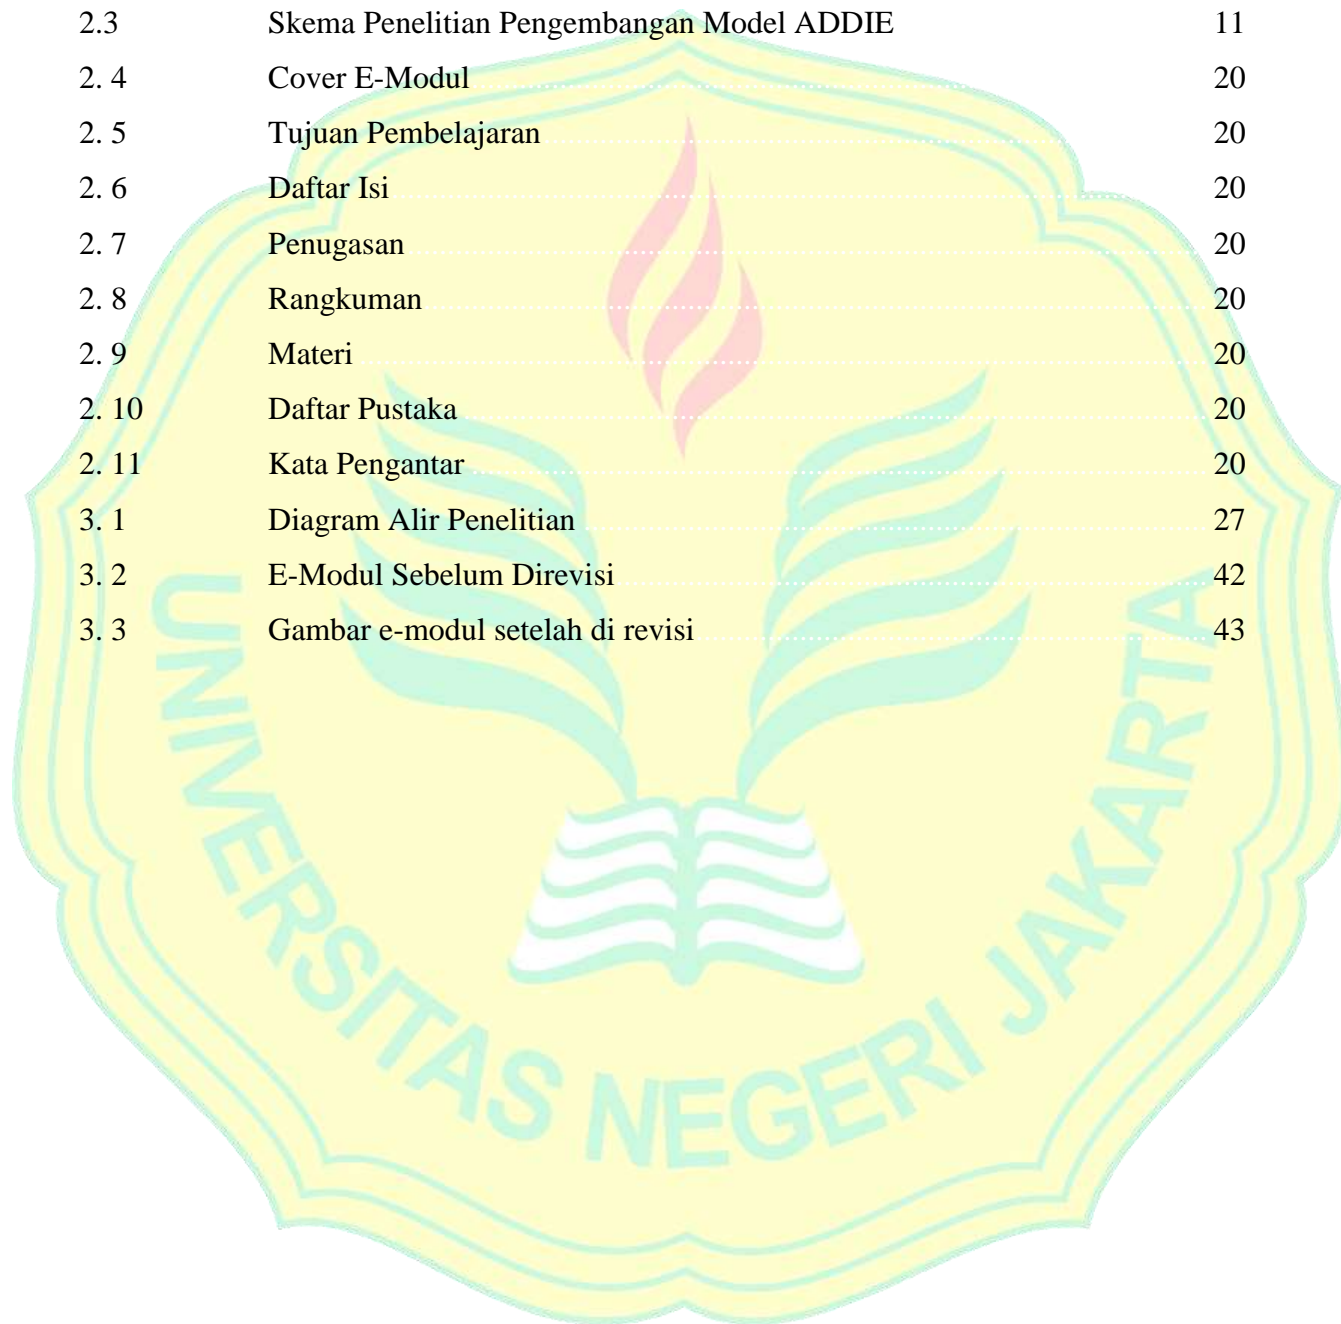 2.3 Skema Penelitian Pengembangan Model ADDIE 11
2. 4 Cover E-Modul 20
2. 5 Tujuan Pembelajaran 20
2. 6 Daftar Isi 20
2. 7 Penugasan 20
2. 8 Rangkuman 20
2. 9 Materi 20
2. 10 Daftar Pustaka 20
2. 11 Kata Pengantar 20
3. 1 Diagram Alir Penelitian 27
3. 2 E-Modul Sebelum Direvisi 42
3. 3 Gambar e-modul setelah di revisi 43
UNIVERSITAS NEGERI JAKARTA